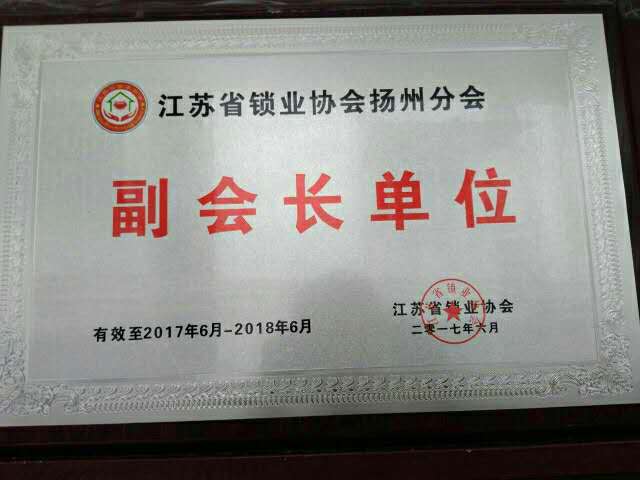 江苏省锁业协会扬州分会
副会长单位
有效至2017年6月-2018年6月
江苏省锁业协会
二零一七年六月